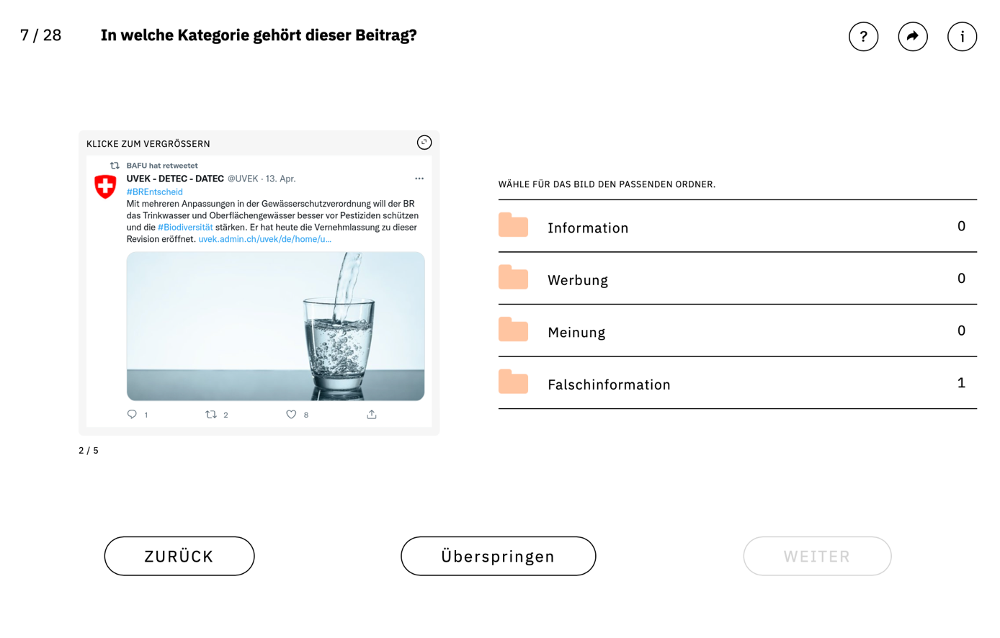 7 / 28
In welche Kategorie gehört dieser Beitrag?
?
i
KLICKE ZUM VERGRÖSSERN
BAFU hat retweetet
UVEK - DETEC - DATEC @UVEK · 13. Apr.
#BREntscheid
Mit mehreren Anpassungen in der Gewässerschutzverordnung will der BR
das Trinkwasser und Oberflächengewässer besser vor Pestiziden schützen
und die #Biodiversität stärken. Er hat heute die Vernehmlassung zu dieser
Revision eröffnet. uvek.admin.ch/uvek/de/home/u...
1 2 8
2 / 5
WÄHLE FÜR DAS BILD DEN PASSENDEN ORDNER.
Information 0
Werbung 0
Meinung 0
Falschinformation 1
ZURÜCK
Überspringen
WEITER